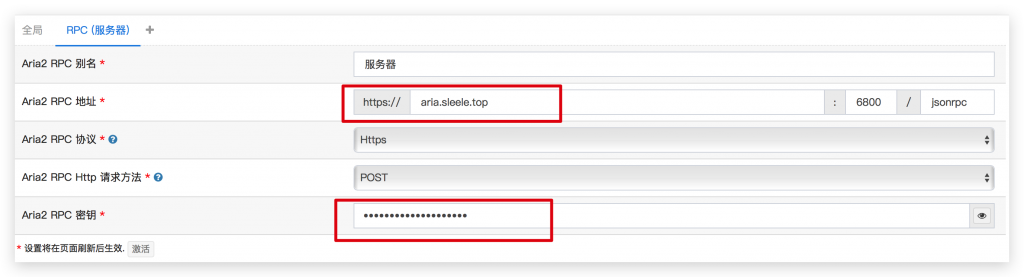 全局 RPC (服务器) +
Aria2 RPC 别名 * 服务器
Aria2 RPC 地址 * https:// aria.sleele.top : 6800 / jsonrpc
Aria2 RPC 协议 * ? Https
Aria2 RPC Http 请求方法 * ? POST
Aria2 RPC 密钥 * ••••••••••••••••••••
* 设置将在页面刷新后生效. 激活